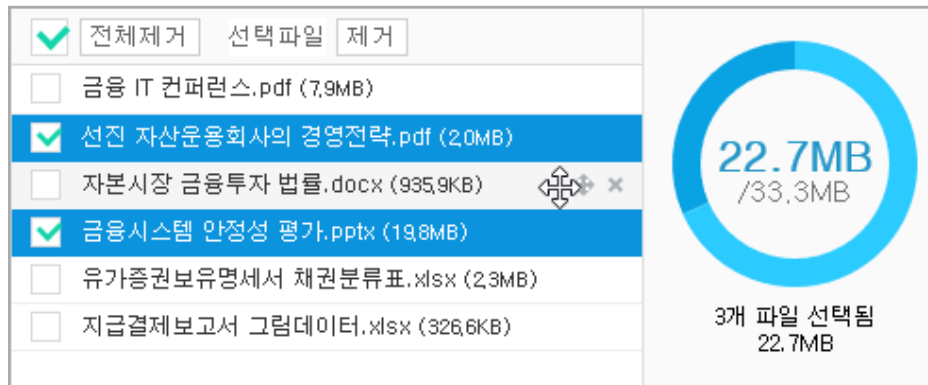 전체제거 선택파일 제거
금융 IT 컨퍼런스.pdf (7.9MB)
선진 자산운용회사의 경영전략.pdf (2.0MB)
자본시장 금융투자 법률.docx (935.9KB)
금융시스템 안정성 평가.pptx (19.8MB)
유가증권보유명세서 채권분류표.xlsx (2.3MB)
지급결제보고서 그림데이터.xlsx (326.6KB)
22.7MB
/33.3MB
3개 파일 선택됨
22.7MB